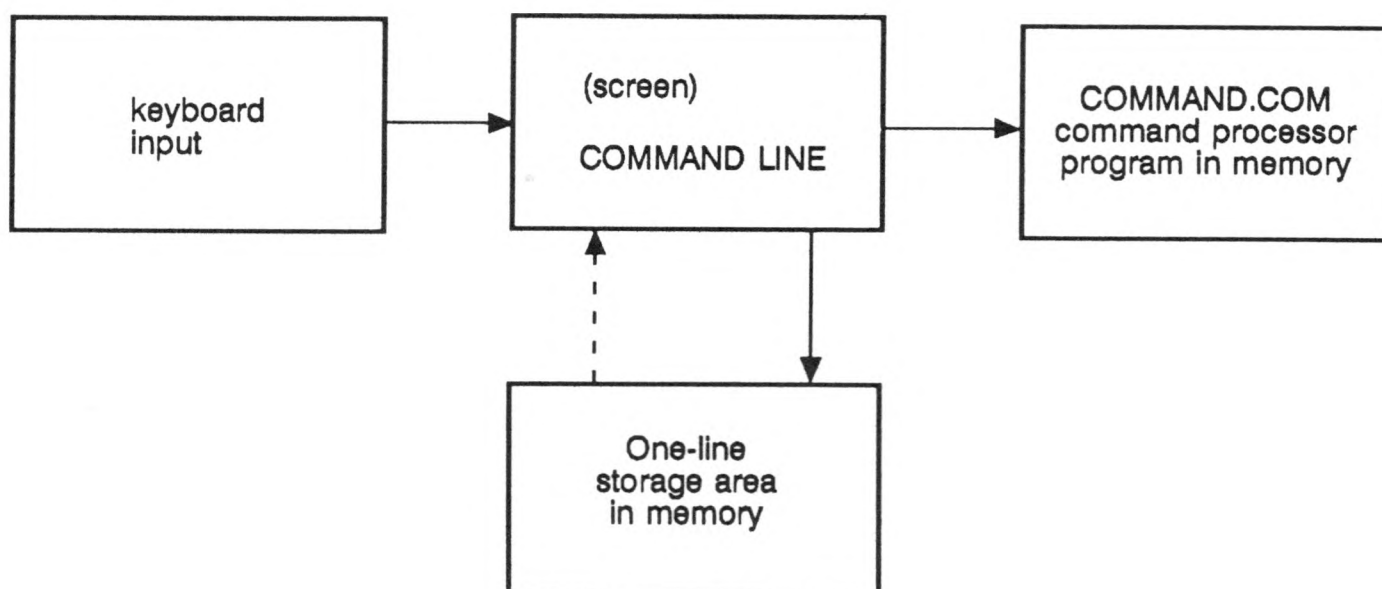 keyboard
input
(screen)
COMMAND LINE
COMMAND.COM
command processor
program in memory
One-line
storage area
in memory